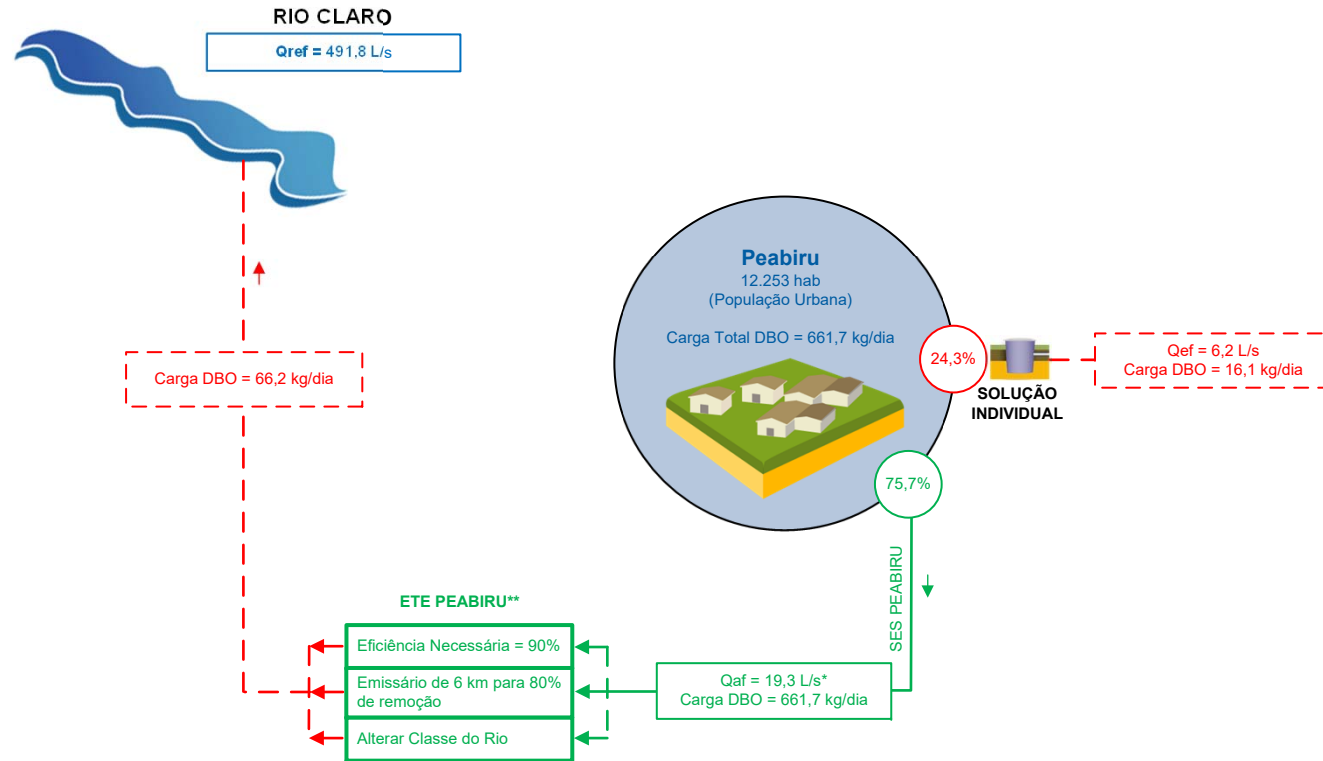 RIO CLARO
Qref = 491,8 L/s
Peabiru
12.253 hab
(População Urbana)
Carga Total DBO = 661,7 kg/dia
24,3%
SOLUÇÃO
INDIVIDUAL
Qef = 6,2 L/s
Carga DBO = 16,1 kg/dia
75,7%
SES PEABIRU
Carga DBO = 66,2 kg/dia
ETE PEABIRU**
Eficiência Necessária = 90%
Emissário de 6 km para 80%
de remoção
Alterar Classe do Rio
Qaf = 19,3 L/s*
Carga DBO = 661,7 kg/dia